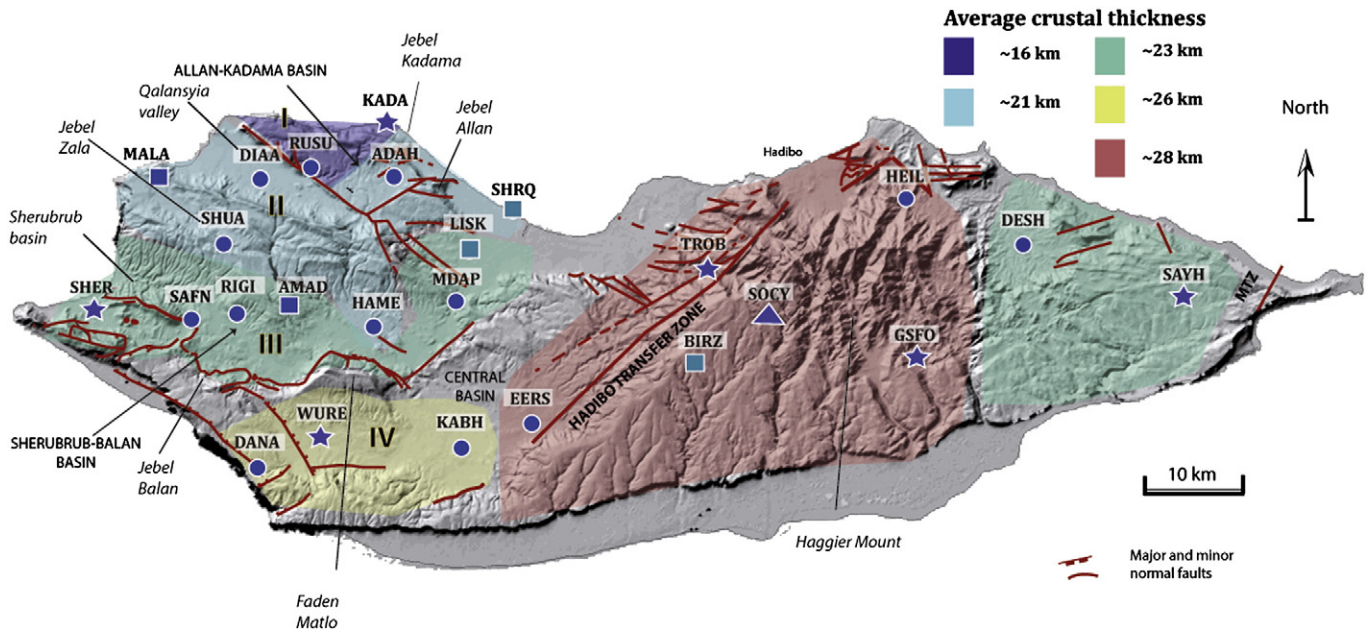 Average crustal thickness
~16 km
~23 km
~21 km
~26 km
~28 km
North
Jebel
Kadama
ALLAN-KADAMA BASIN
Qalansyia
valley
KADA
Jebel
Allan
Jebel
Zala
I
MALA
DIAA
RUSU
ADAH
Hadibo
HEIL
SHRQ
II
SHUA
LISK
DESH
Sherubrub
basin
TROB
SAYH
MTZ
SHER
SAFN
RIGI
AMAD
HAME
MDAP
SOCY
III
BIRZ
GSFO
HADIBO TRANSFER ZONE
CENTRAL
BASIN
EERS
WURE
IV
KABH
DANA
SHERUBRUB-BALAN
BASIN
Jebel
Balan
10 km
Haggier Mount
Major and minor
normal faults
Faden
Matlo